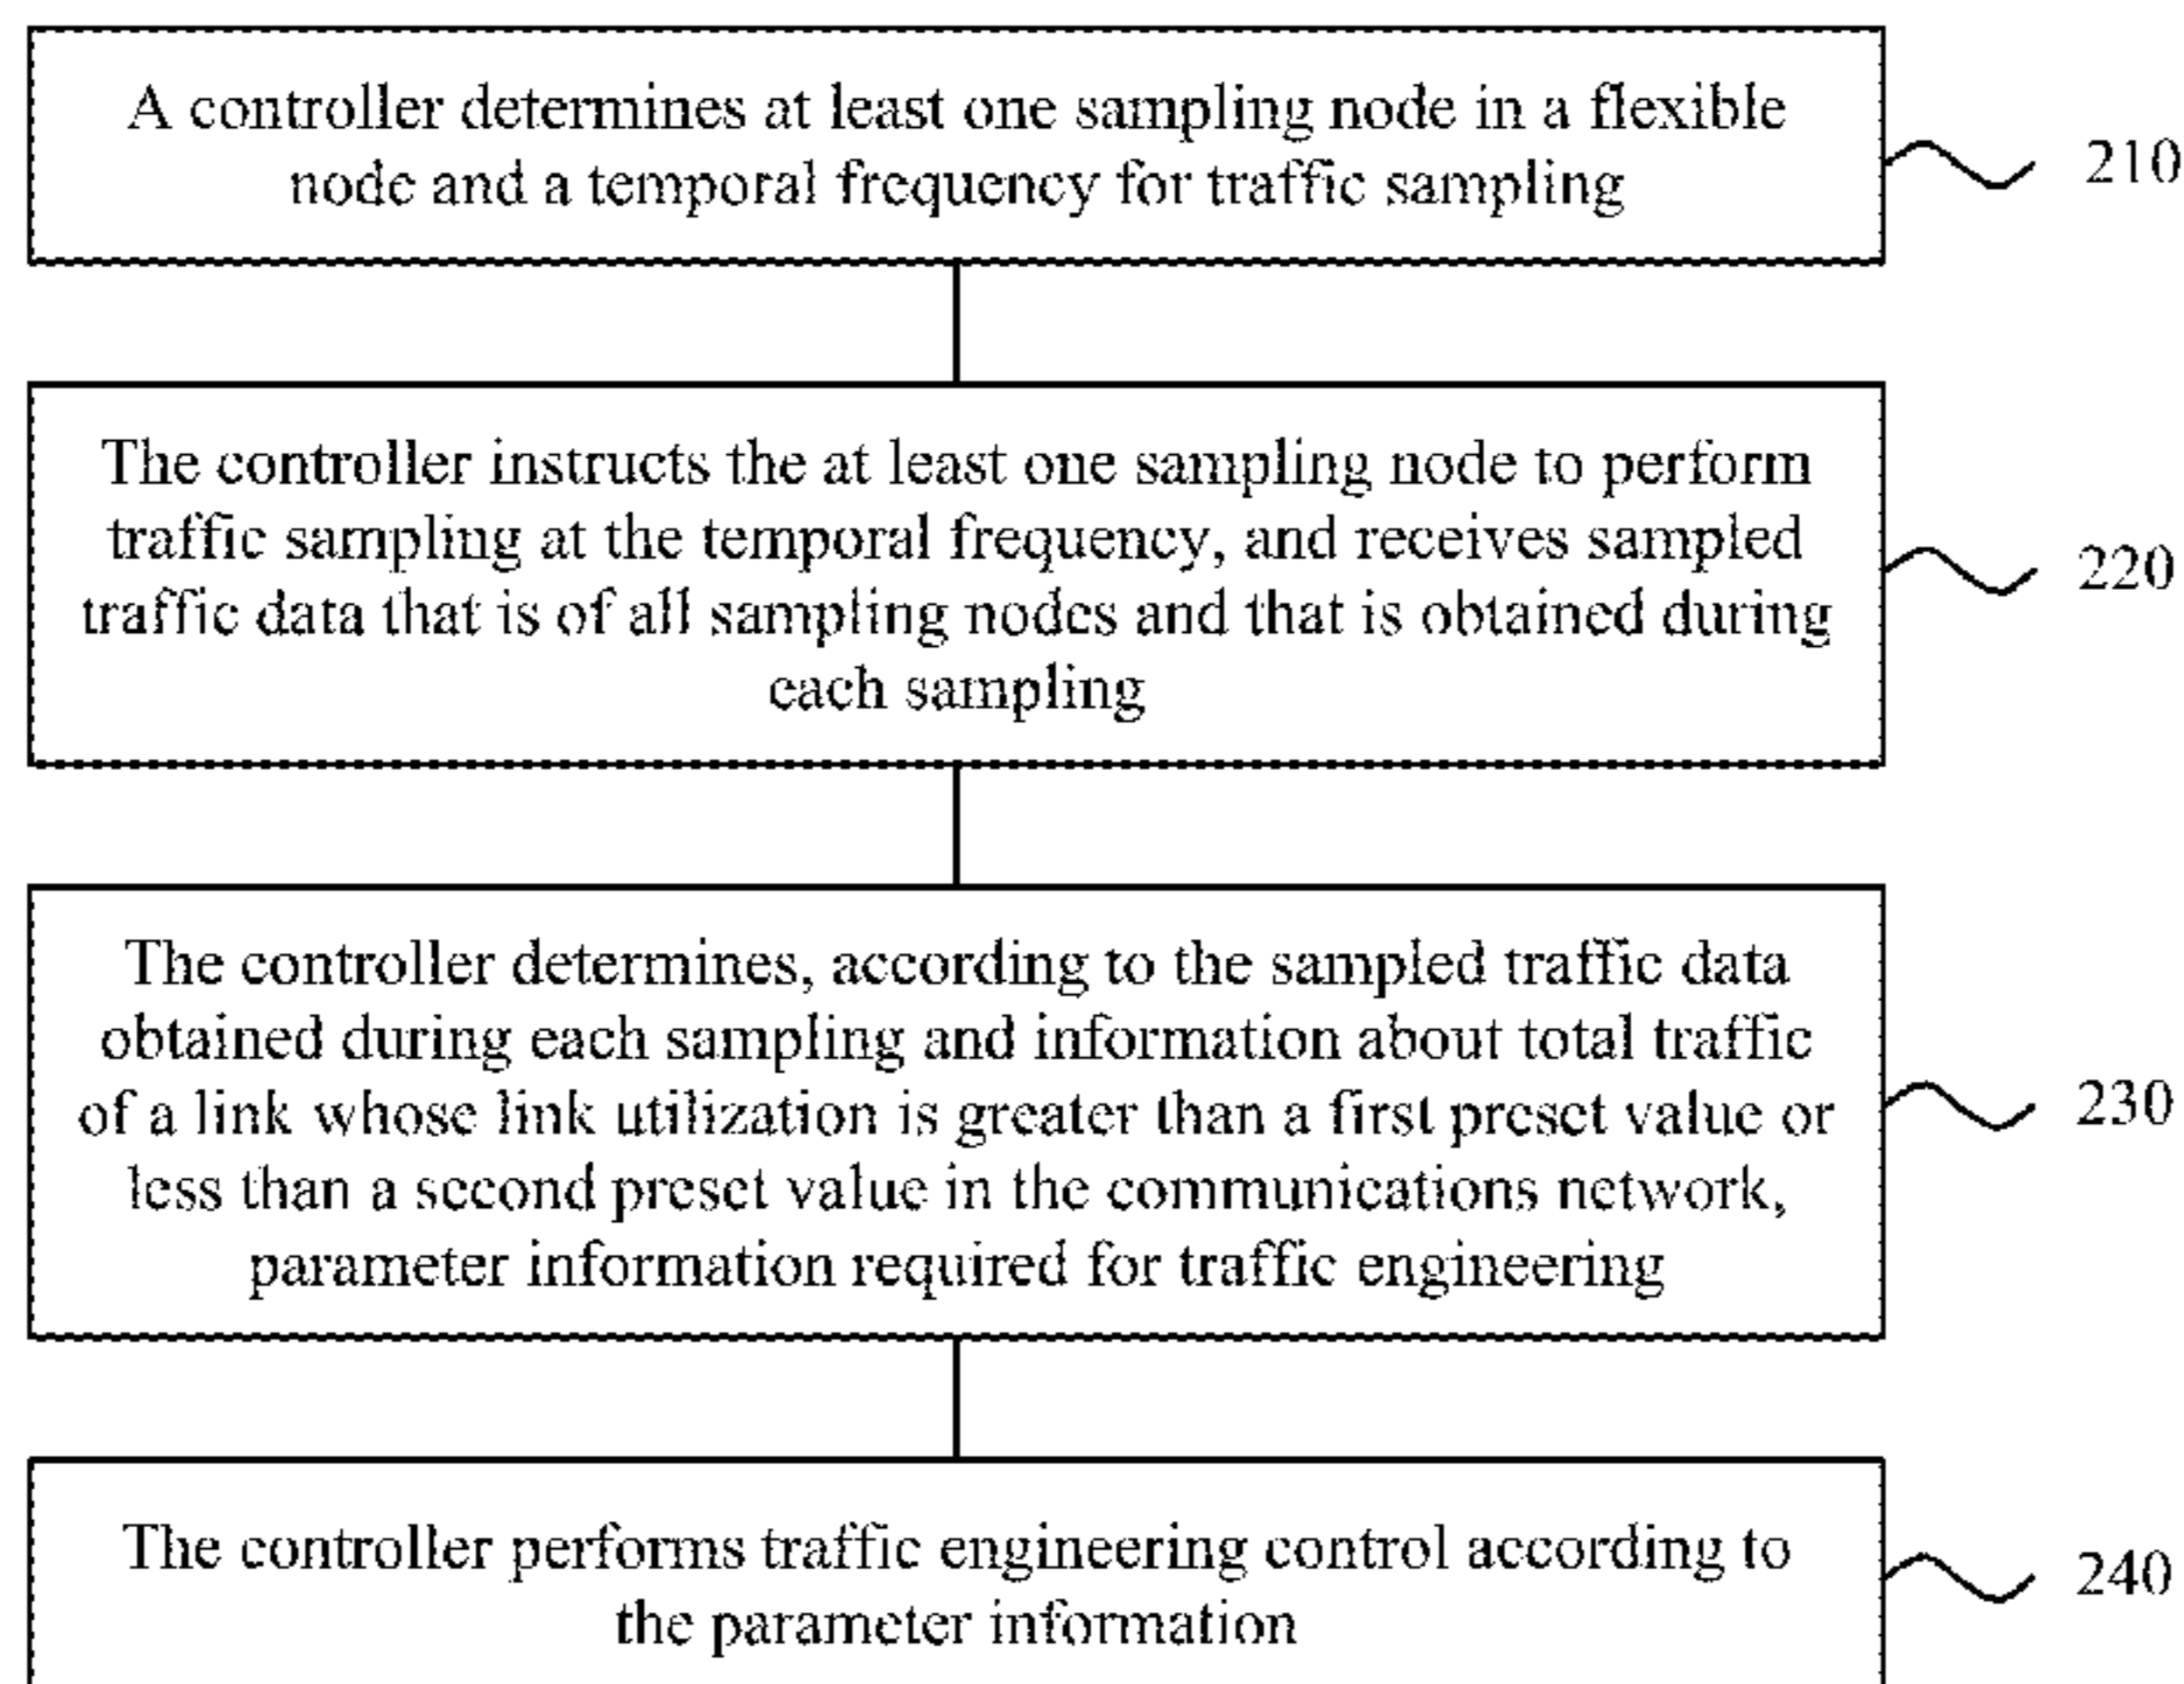 A controller determines at least one sampling node in a flexible
node and a temporal frequency for traffic sampling
210
The controller instructs the at least one sampling node to perform
traffic sampling at the temporal frequency, and receives sampled
traffic data that is of all sampling nodes and that is obtained during
each sampling
220
The controller determines, according to the sampled traffic data
obtained during each sampling and information about total traffic
of a link whose link utilization is greater than a first preset value or
less than a second preset value in the communications network,
parameter information required for traffic engineering
230
The controller performs traffic engineering control according to
the parameter information
240